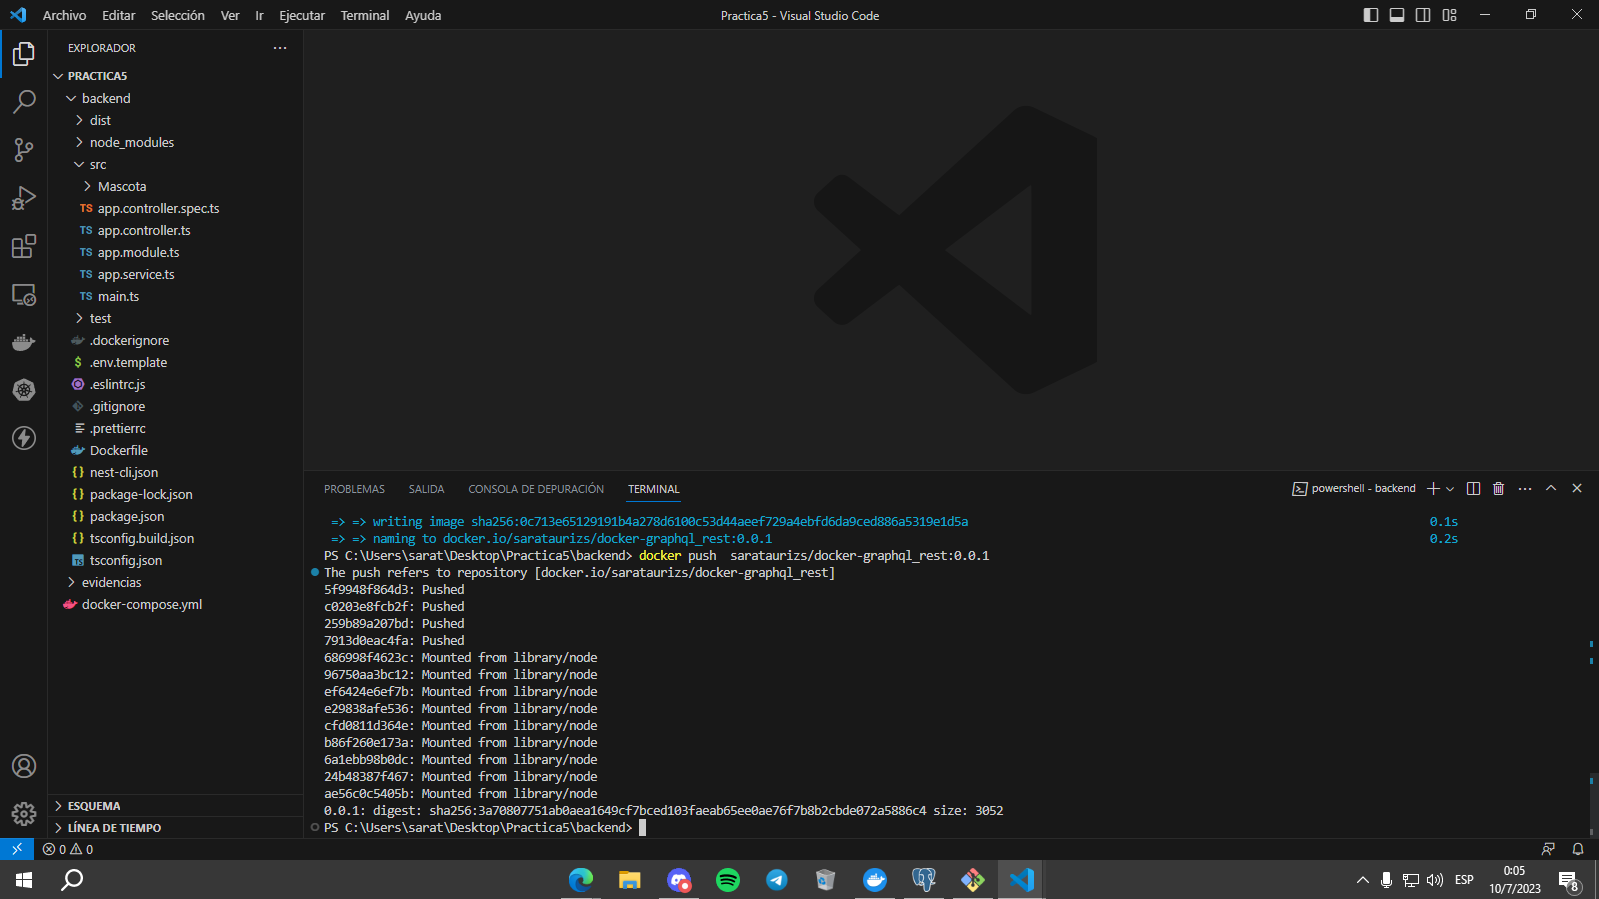 Archivo Editar Selección Ver Ir Ejecutar Terminal Ayuda
Practica5 - Visual Studio Code
EXPLORADOR
PRACTICA5
backend
dist
node_modules
src
Mascota
TS app.controller.spec.ts
TS app.controller.ts
TS app.module.ts
TS app.service.ts
TS main.ts
test
.dockerignore
$ .env.template
.eslintrc.js
.gitignore
.prettierrc
Dockerfile
{} nest-cli.json
{} package-lock.json
{} package.json
{} tsconfig.build.json
TS tsconfig.json
evidencias
docker-compose.yml
ESQUEMA
LÍNEA DE TIEMPO
PROBLEMAS SALIDA CONSOLA DE DEPURACIÓN TERMINAL
powershell - backend
=> => writing image sha256:0c713e65129191b4a278d6100c53d44aeef729a4ebfd6da9ced886a5319e1d5a 0.1s
=> => naming to docker.io/sarataurizs/docker-graphql_rest:0.0.1 0.2s
PS C:\Users\sarat\Desktop\Practica5\backend> docker push  sarataurizs/docker-graphql_rest:0.0.1
The push refers to repository [docker.io/sarataurizs/docker-graphql_rest]
5f9948f864d3: Pushed
c0203e8fcb2f: Pushed
259b89a207bd: Pushed
7913d0eac4fa: Pushed
686998f4623c: Mounted from library/node
96750aa3bc12: Mounted from library/node
ef6424e6ef7b: Mounted from library/node
e29838afe536: Mounted from library/node
cfd0811d364e: Mounted from library/node
b86f260e173a: Mounted from library/node
6a1ebb98b0dc: Mounted from library/node
24b48387f467: Mounted from library/node
ae56c0c5405b: Mounted from library/node
0.0.1: digest: sha256:3a70807751ab0aea1649cf7bced103faeab65ee0ae76f7b8b2cbde072a5886c4 size: 3052
PS C:\Users\sarat\Desktop\Practica5\backend>
0 0
ESP
0:05
10/7/2023
8